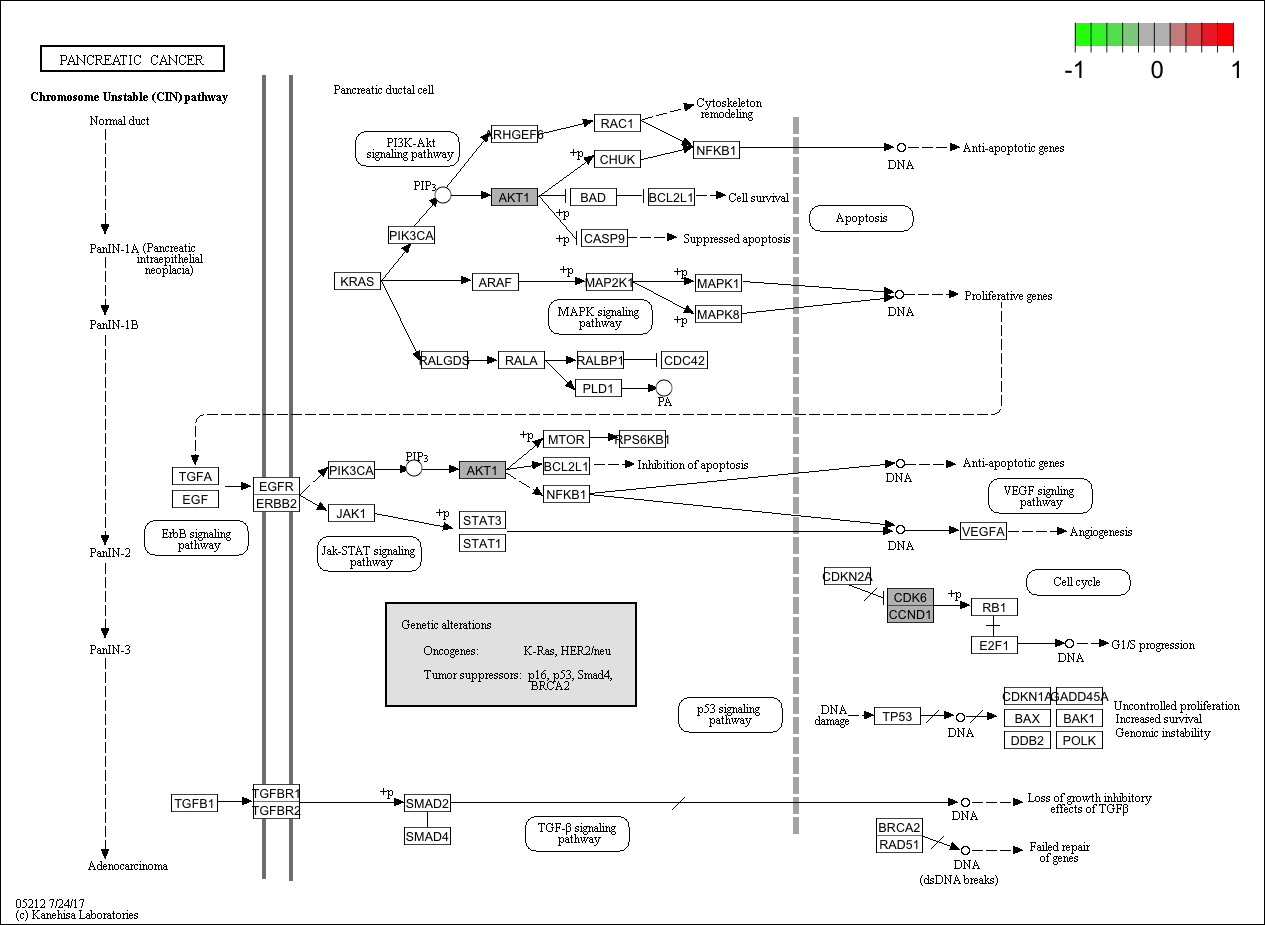 PANCREATIC CANCER
-1 0 1
Chromosome Unstable (CIN) pathway
Normal duct
PanIN-1A (Pancreatic
intraepithelial
neoplacia)
PanIN-1B
PanIN-2
PanIN-3
Adenocarcinoma
Pancreatic ductal cell
PI3K-Akt
signaling pathway
ARHGEF6
RAC1
Cytoskeleton
remodeling
+p
CHUK
NFKB1
DNA
Anti-apoptotic genes
PIP3
AKT1
BAD
BCL2L1
Cell survival
+p
+p
CASP9
Suppressed apoptosis
Apoptosis
PIK3CA
KRAS
ARAF
+p
MAP2K1
+p
MAPK1
MAPK signaling
pathway
+p
MAPK8
DNA
Proliferative genes
RALGDS
RALA
RALBP1
CDC42
PLD1
PA
TGFA
EGF
EGFR
ERBB2
ErbB signaling
pathway
PIK3CA
PIP3
AKT1
+p
MTOR
RPS6KB1
BCL2L1
Inhibition of apoptosis
NFKB1
DNA
Anti-apoptotic genes
VEGF signling
pathway
JAK1
+p
STAT3
STAT1
Jak-STAT signaling
pathway
DNA
VEGFA
Angiogenesis
CDKN2A
CDK6
CCND1
+p
RB1
E2F1
Cell cycle
DNA
G1/S progression
Genetic alterations
Oncogenes: K-Ras, HER2/neu
Tumor suppressors: p16, p53, Smad4,
BRCA2
p53 signaling
pathway
DNA
damage
TP53
DNA
CDKN1A
GADD45A
BAX
BAK1
DDB2
POLK
Uncontrolled proliferation
Increased survival
Genomic instability
TGFB1
TGFBR1
TGFBR2
+p
SMAD2
SMAD4
TGF-β signaling
pathway
DNA
Loss of growth inhibitory
effects of TGFβ
BRCA2
RAD51
DNA
(dsDNA breaks)
Failed repair
of genes
05212 7/24/17
(c) Kanehisa Laboratories